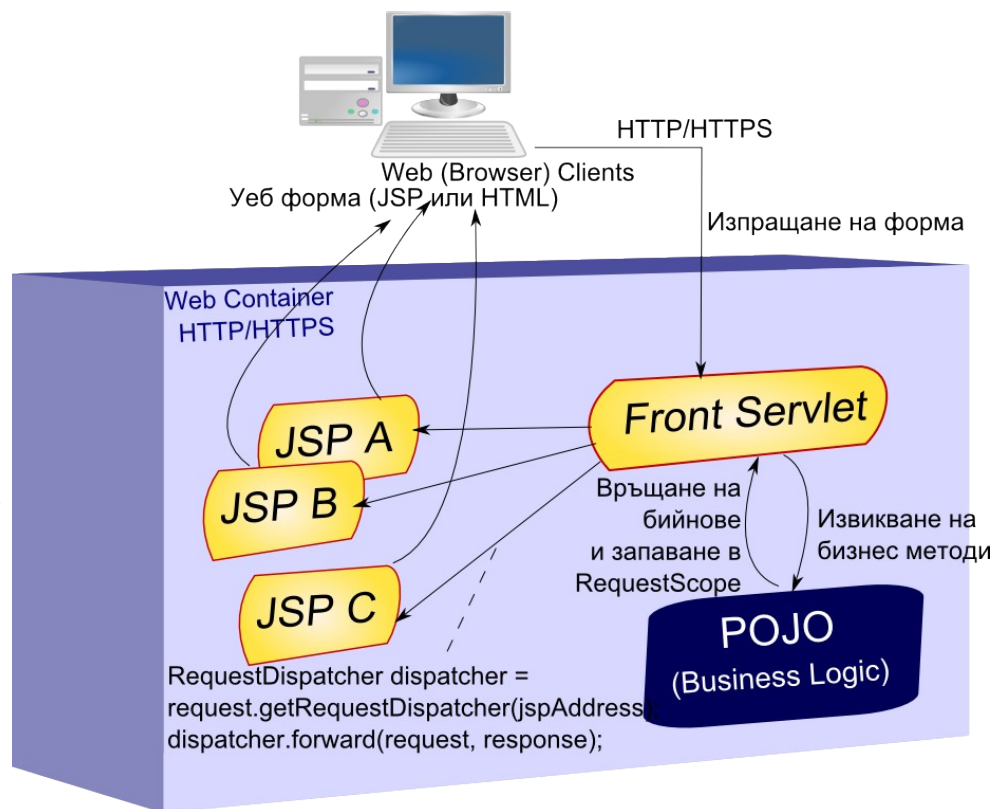 HTTP/HTTPS
Web (Browser) Clients
Уеб форма (JSP или HTML)
Изпращане на форма
Web Container
HTTP/HTTPS
Front Servlet
JSP A
JSP B
JSP C
Връщане на
бийнове
и запаване в
RequestScope
Извикване на
бизнес методи
POJO
(Business Logic)
RequestDispatcher dispatcher =
request.getRequestDispatcher(jspAddress);
dispatcher.forward(request, response);